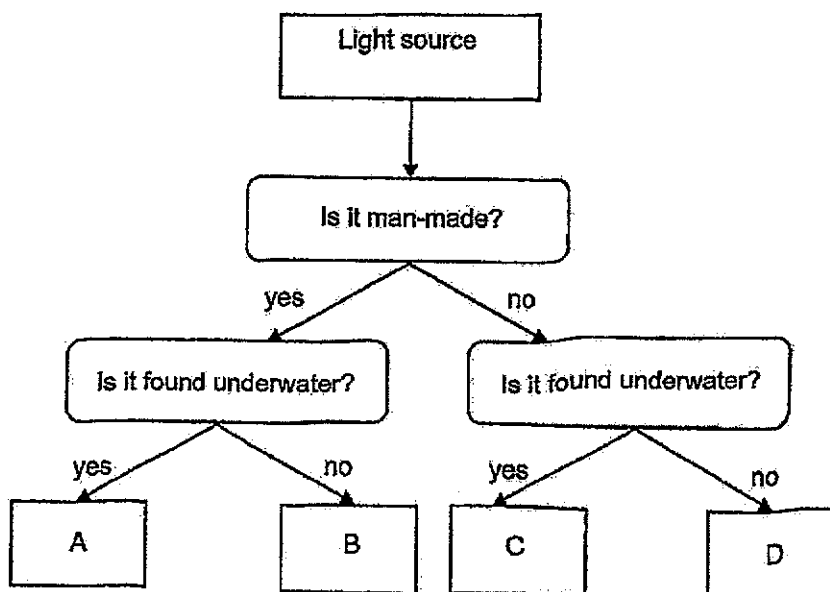 Light source
Is it man-made?
yes
no
Is it found underwater?
Is it found underwater?
yes
no
yes
no
A
B
C
D